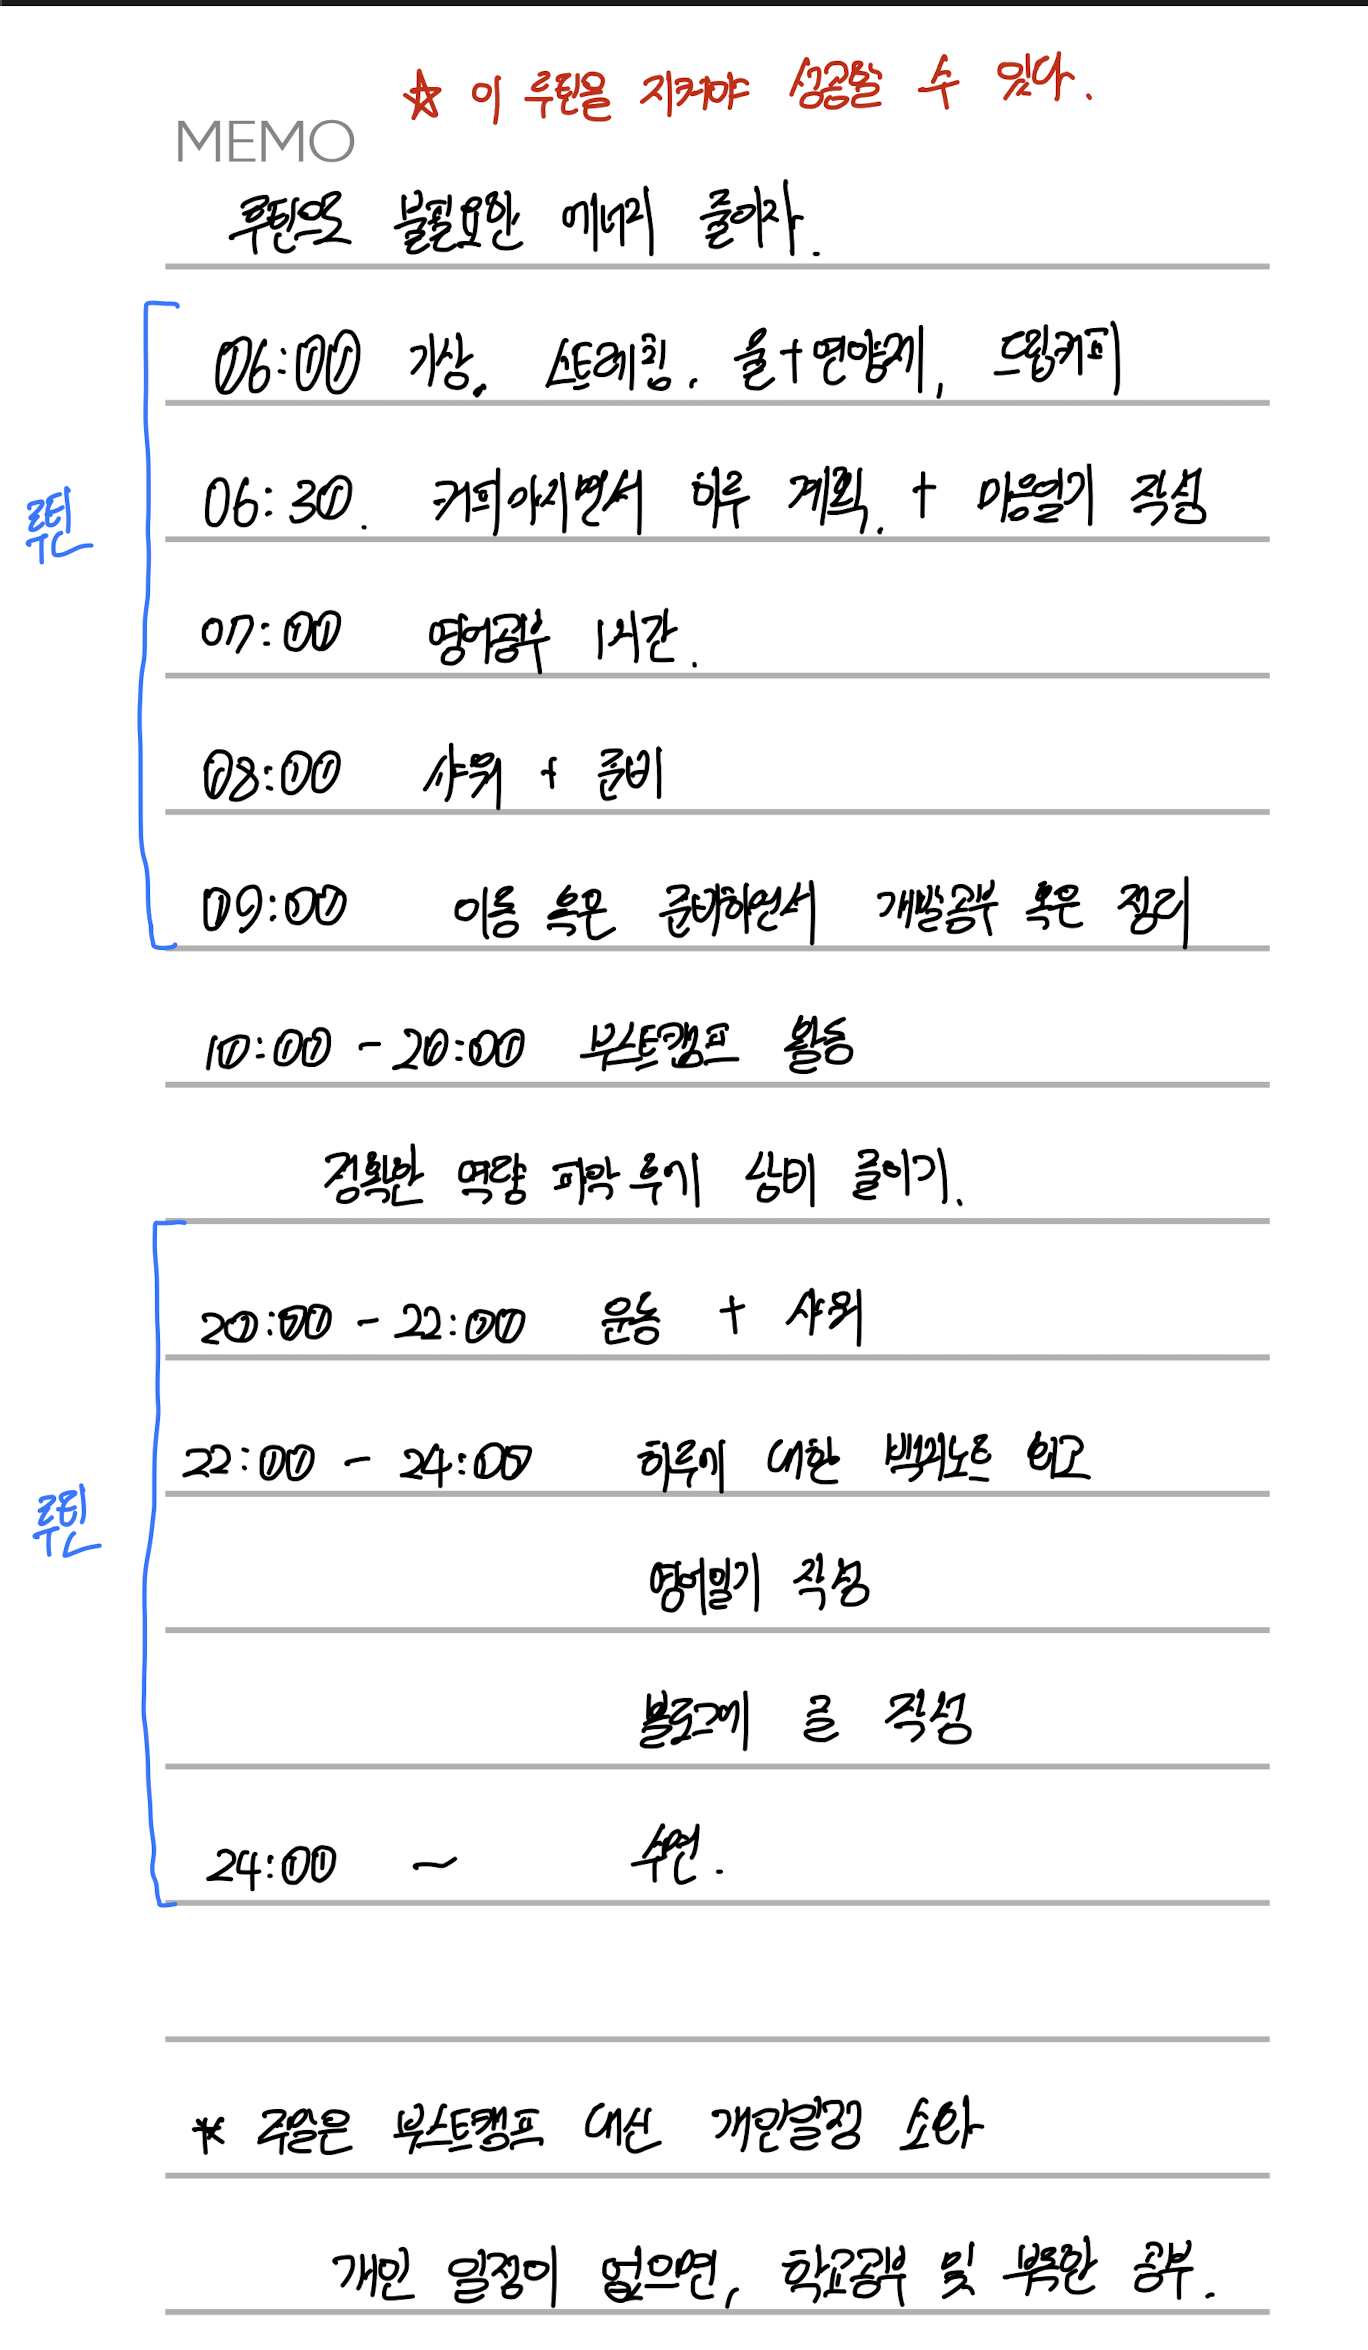 ★ 이 루틴을 지켜야 성공할 수 있다.
MEMO
루틴으로 불필요한 에너지 줄이자.
루틴
06:00 기상. 스트레칭. 물+영양제, 드립커피
06:30. 커피마시면서 하루 계획. + 마음일기 작성
07:00 영어공부 1시간.
08:00 샤워 + 준비
09:00 이동 혹은 준비하면서 개발공부 혹은 정리
10:00 - 20:00 부스트캠프 활동
정확한 역량 파악 후에 낭비 줄이기.
루틴
20:00 - 22:00 운동 + 샤워
22:00 - 24:00 하루에 대한 백지노트 회고
영어일기 작성
블로그에 글 작성
24:00 ~ 수면.
* 주일은 부스트캠프 대신 개인일정 소화
개인 일정이 없으면, 학교공부 및 부족한 공부.